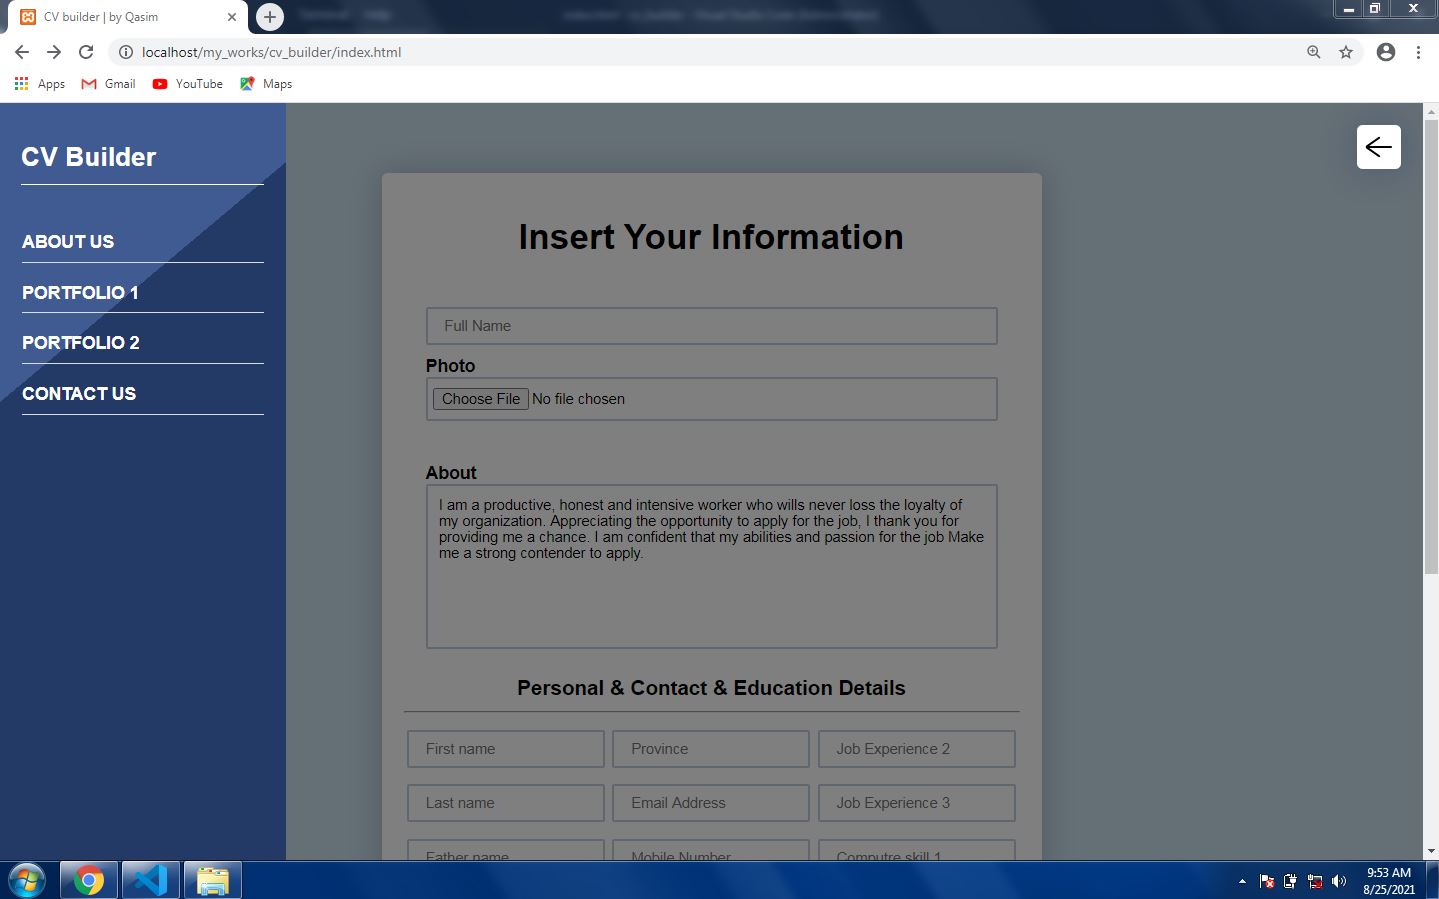 CV builder | by Qasim
localhost/my_works/cv_builder/index.html
Apps
Gmail
YouTube
Maps
CV Builder
ABOUT US
PORTFOLIO 1
PORTFOLIO 2
CONTACT US
Insert Your Information
Full Name
Photo
Choose File No file chosen
About
I am a productive, honest and intensive worker who wills never loss the loyalty of
my organization. Appreciating the opportunity to apply for the job, I thank you for
providing me a chance. I am confident that my abilities and passion for the job Make
me a strong contender to apply.
Personal & Contact & Education Details
First name Province Job Experience 2
Last name Email Address Job Experience 3
Father name Mobile Number Computre skill 1
9:53 AM
8/25/2021